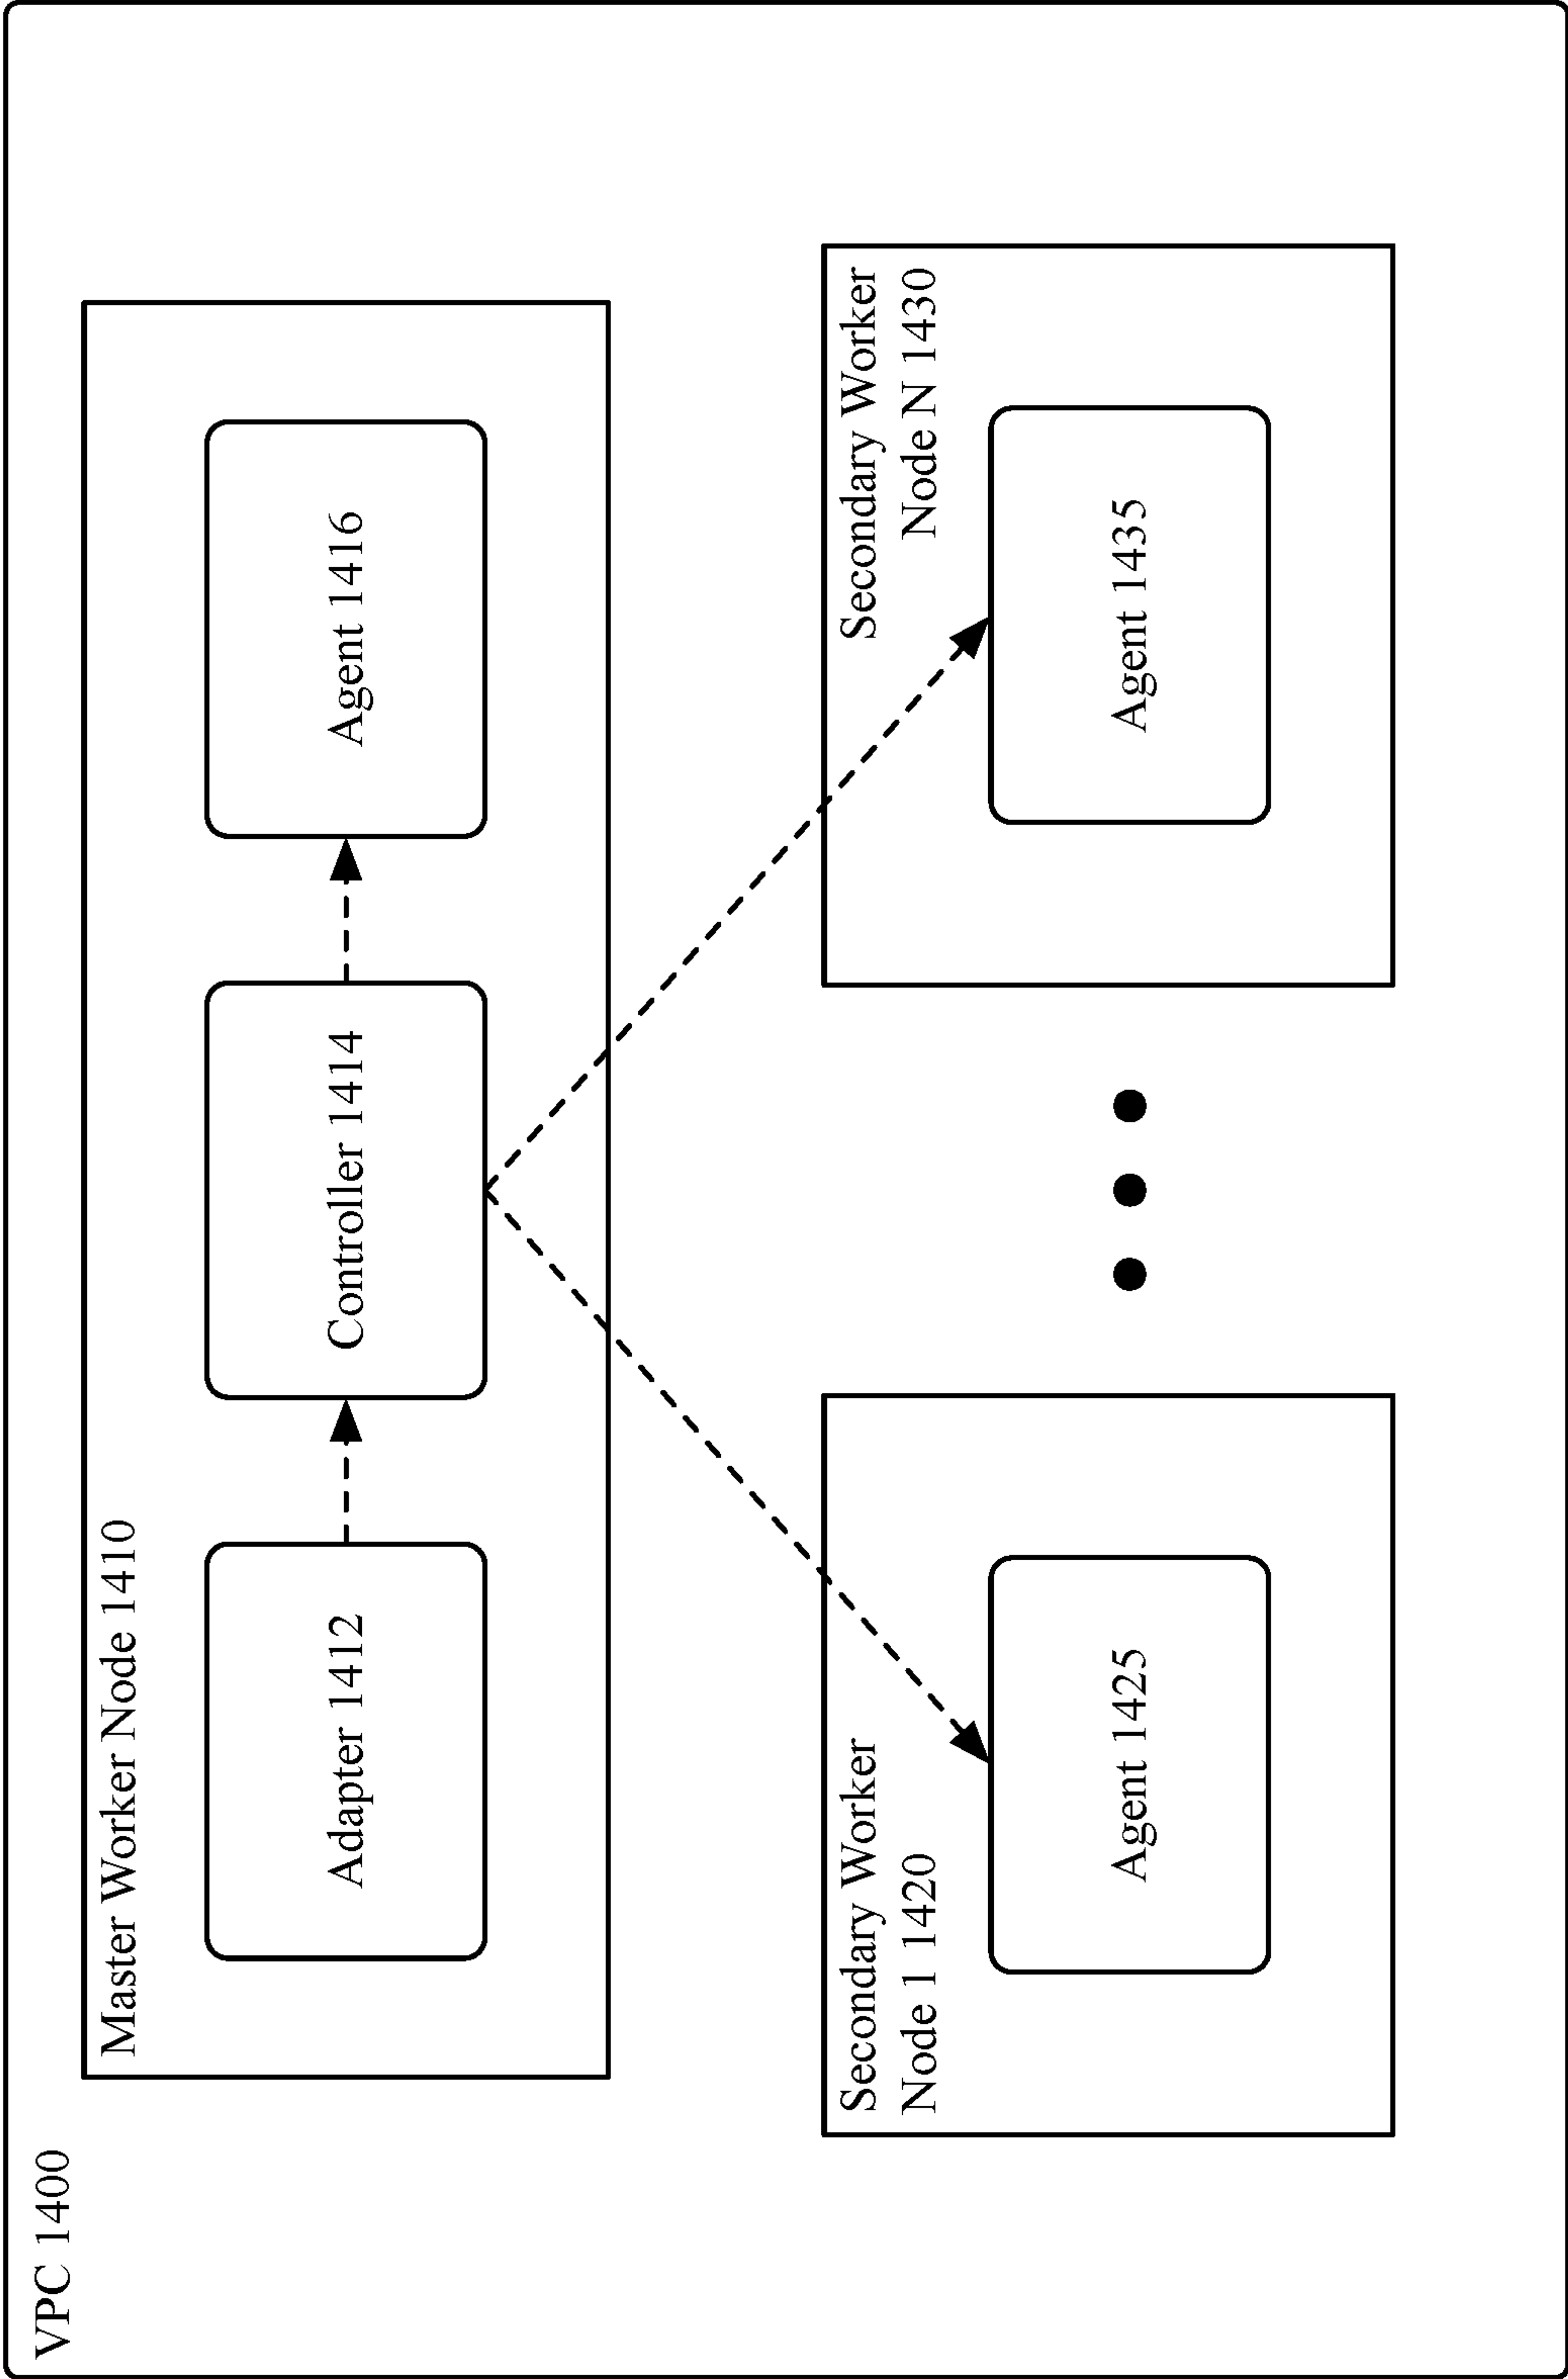 VPC 1400
Master Worker Node 1410
Adapter 1412
Controller 1414
Agent 1416
Secondary Worker
Node 1 1420
Agent 1425
Secondary Worker
Node N 1430
Agent 1435